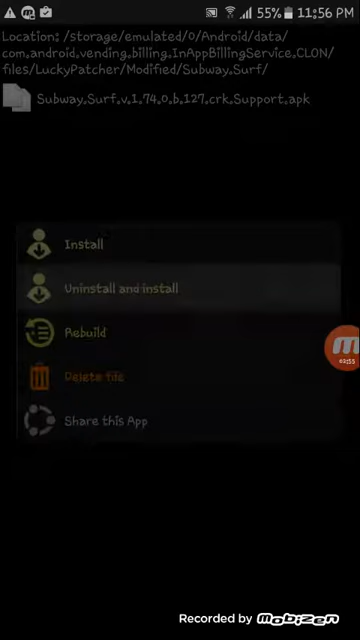 55% 11:56 PM
Location: /storage/emulated/0/Android/data/
com.android.vending.billing.InAppBillingService.CLON/
files/LuckyPatcher/Modified/Subway.Surf/
Subway.Surf.v.1.74.0.b.127.crk.Support.apk
Install
Uninstall and install
Rebuild
M
03:55
Delete file
Share this App
Recorded by mobizen